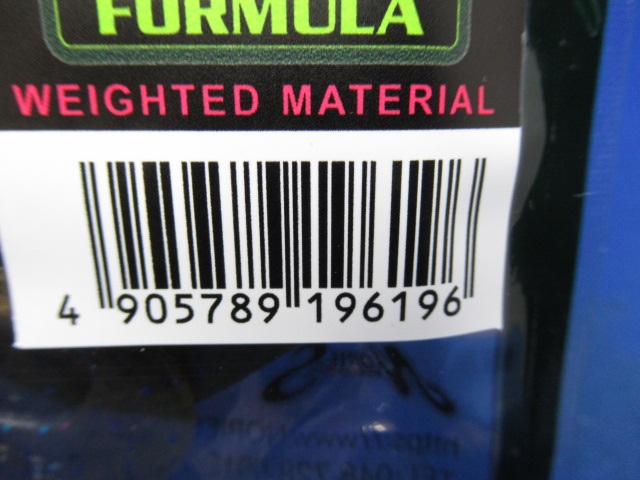 FORMULA
WEIGHTED MATERIAL
4 905789 196196